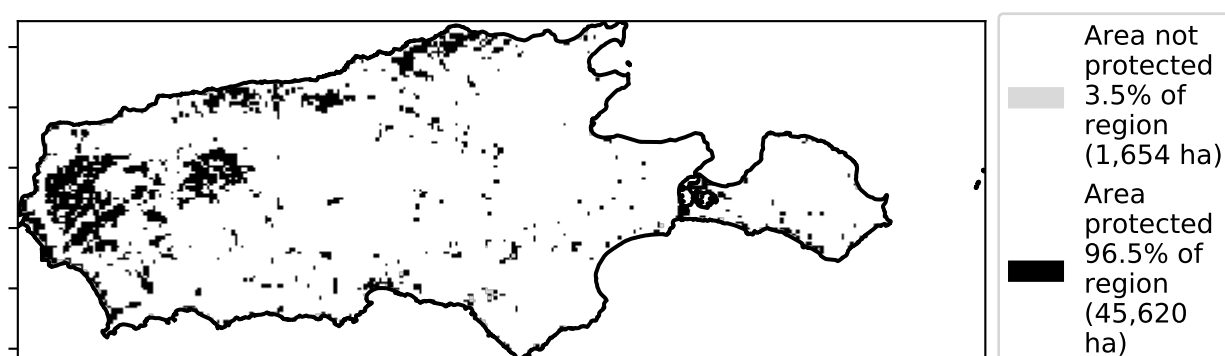 Area not
protected
3.5% of
region
(1,654 ha)
Area
protected
96.5% of
region
(45,620
ha)